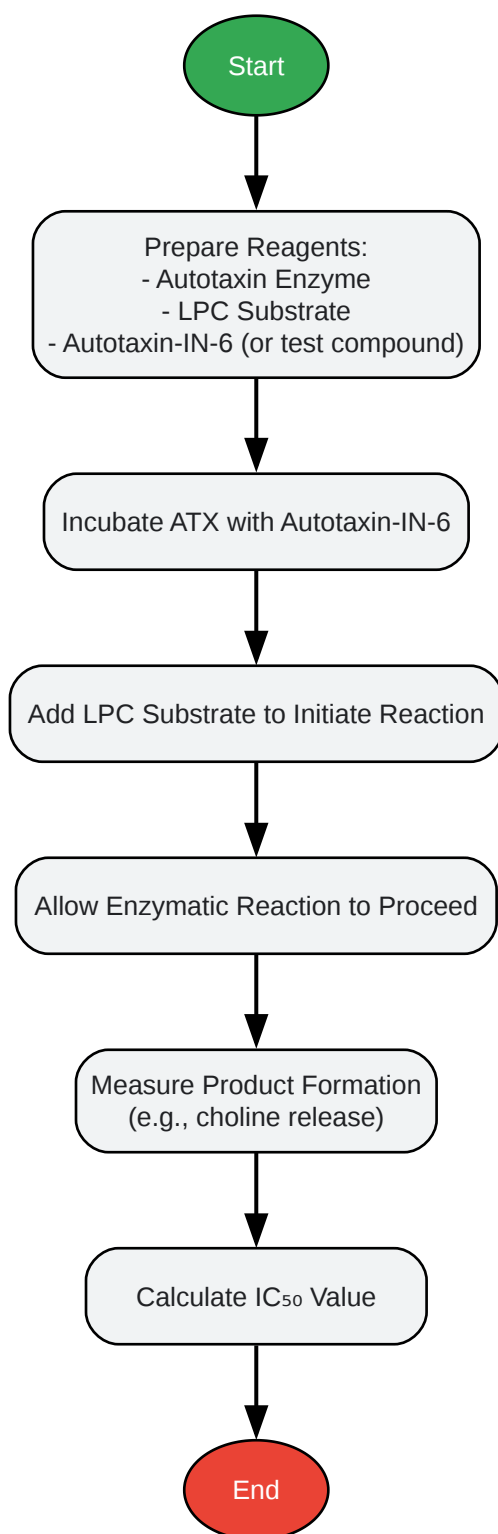 Start
Prepare Reagents:
- Autotaxin Enzyme
- LPC Substrate
- Autotaxin-IN-6 (or test compound)
Incubate ATX with Autotaxin-IN-6
Add LPC Substrate to Initiate Reaction
Allow Enzymatic Reaction to Proceed
Measure Product Formation
(e.g., choline release)
Calculate IC₅₀ Value
End